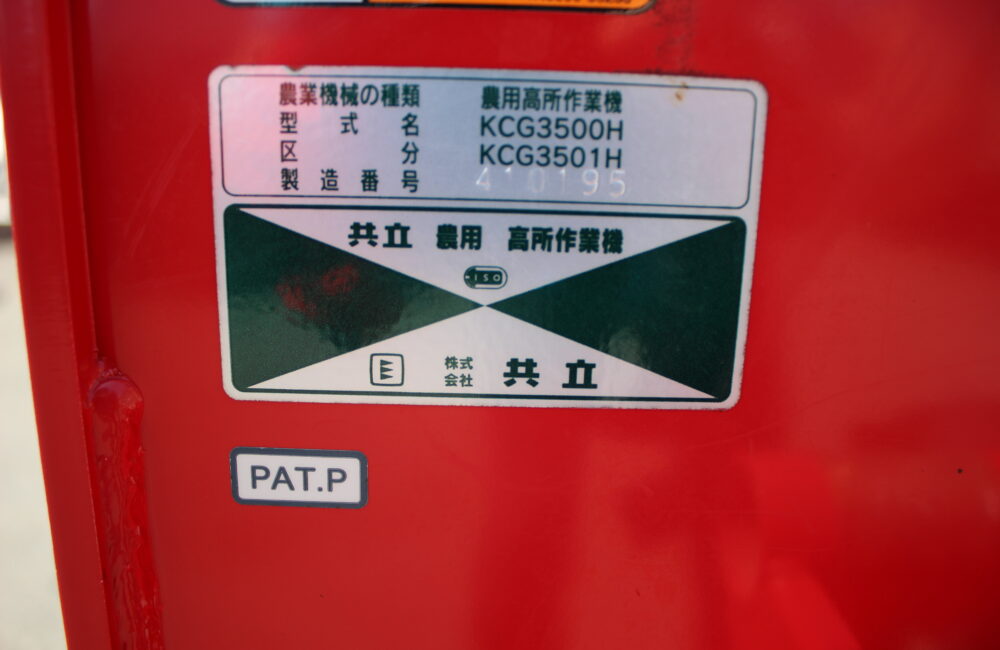 農業機械の種類 農用高所作業機
型式名 KCG3500H
区分 KCG3501H
製造番号 410195
共立 農用 高所作業機
ISO
株式会社 共立
PAT.P